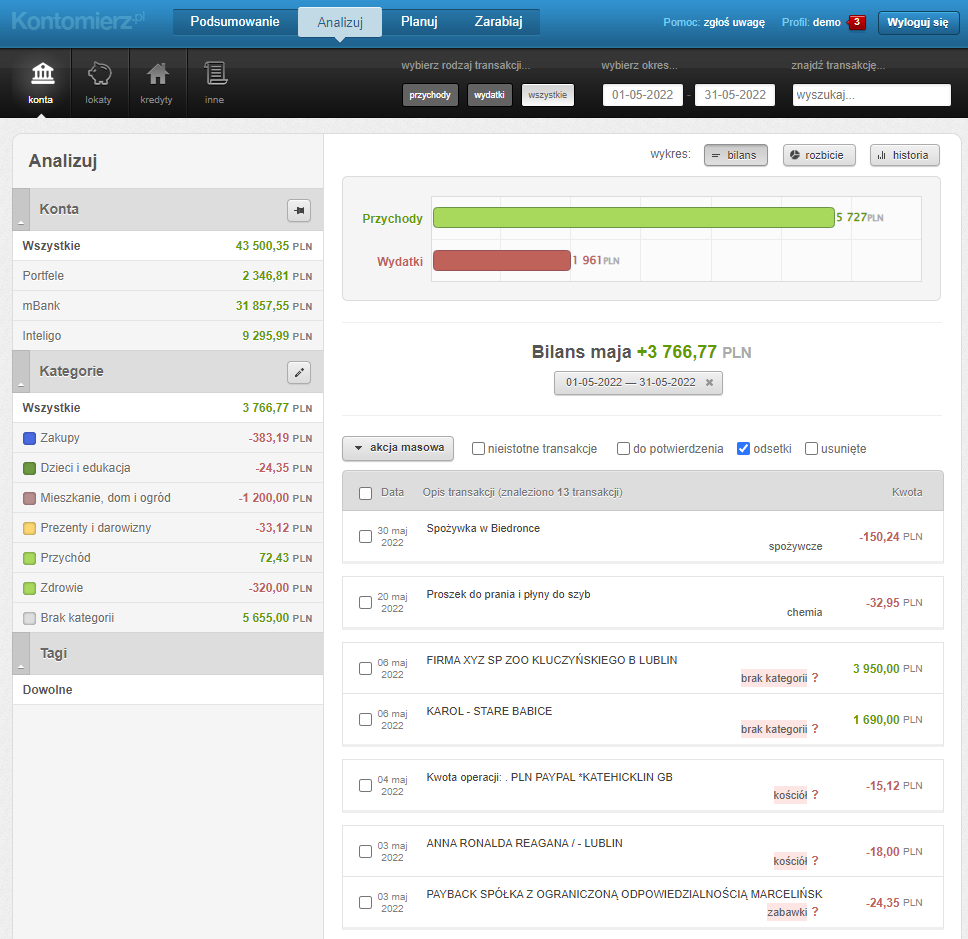 Kontomierz.pl
Podsumowanie Analizuj Planuj Zarabiaj
Pomoc: zgłoś uwagę Profil: demo 3 Wyloguj się
konta lokaty kredyty inne
wybierz rodzaj transakcji... wybierz okres... znajdź transakcję...
przychody wydatki wszystkie 01-05-2022 - 31-05-2022 wyszukaj...
Analizuj
Konta
Wszystkie 43 500,35 PLN
Portfele 2 346,81 PLN
mBank 31 857,55 PLN
Inteligo 9 295,99 PLN
Kategorie
Wszystkie 3 766,77 PLN
Zakupy -383,19 PLN
Dzieci i edukacja -24,35 PLN
Mieszkanie, dom i ogród -1 200,00 PLN
Prezenty i darowizny -33,12 PLN
Przychód 72,43 PLN
Zdrowie -320,00 PLN
Brak kategorii 5 655,00 PLN
Tagi
Dowolne
wykres: bilans rozbicie historia
Przychody 5 727PLN
Wydatki 1 961PLN
Bilans maja +3 766,77 PLN
01-05-2022 — 31-05-2022 ×
akcja masowa nieistotne transakcje do potwierdzenia odsetki usunięte
Data Opis transakcji (znaleziono 13 transakcji) Kwota
30 maj 2022 Spożywka w Biedronce
spożywcze -150,24 PLN
20 maj 2022 Proszek do prania i płyny do szyb
chemia -32,95 PLN
06 maj 2022 FIRMA XYZ SP ZOO KLUCZYŃSKIEGO B LUBLIN
brak kategorii ? 3 950,00 PLN
06 maj 2022 KAROL - STARE BABICE
brak kategorii ? 1 690,00 PLN
04 maj 2022 Kwota operacji: . PLN PAYPAL *KATEHICKLIN GB
kościół ? -15,12 PLN
03 maj 2022 ANNA RONALDA REAGANA / - LUBLIN
kościół ? -18,00 PLN
03 maj 2022 PAYBACK SPÓŁKA Z OGRANICZONĄ ODPOWIEDZIALNOŚCIĄ MARCELIŃSK
zabawki ? -24,35 PLN